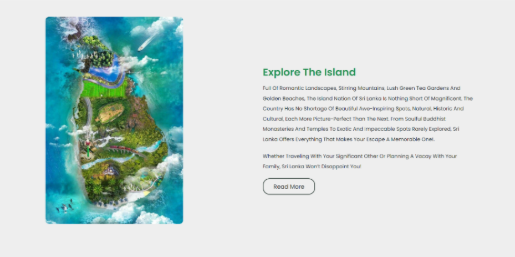 Explore The Island
Full Of Romantic Landscapes, Stirring Mountains, Lush Green Tea Gardens And
Golden Beaches, The Island Nation Of Sri Lanka Is Nothing Short Of Magnificent. The
Country Has No Shortage Of Beautiful Awe-Inspiring Spots, Natural, Historic And
Cultural, Each More Picture-Perfect Than The Next. From Soulful Buddhist
Monasteries And Temples To Exotic And Impeccable Spots Rarely Explored, Sri
Lanka Offers Everything That Makes Your Escape A Memorable One!.
Whether Traveling With Your Significant Other Or Planning A Vacay With Your
Family, Sri Lanka Won't Disappoint You!
Read More